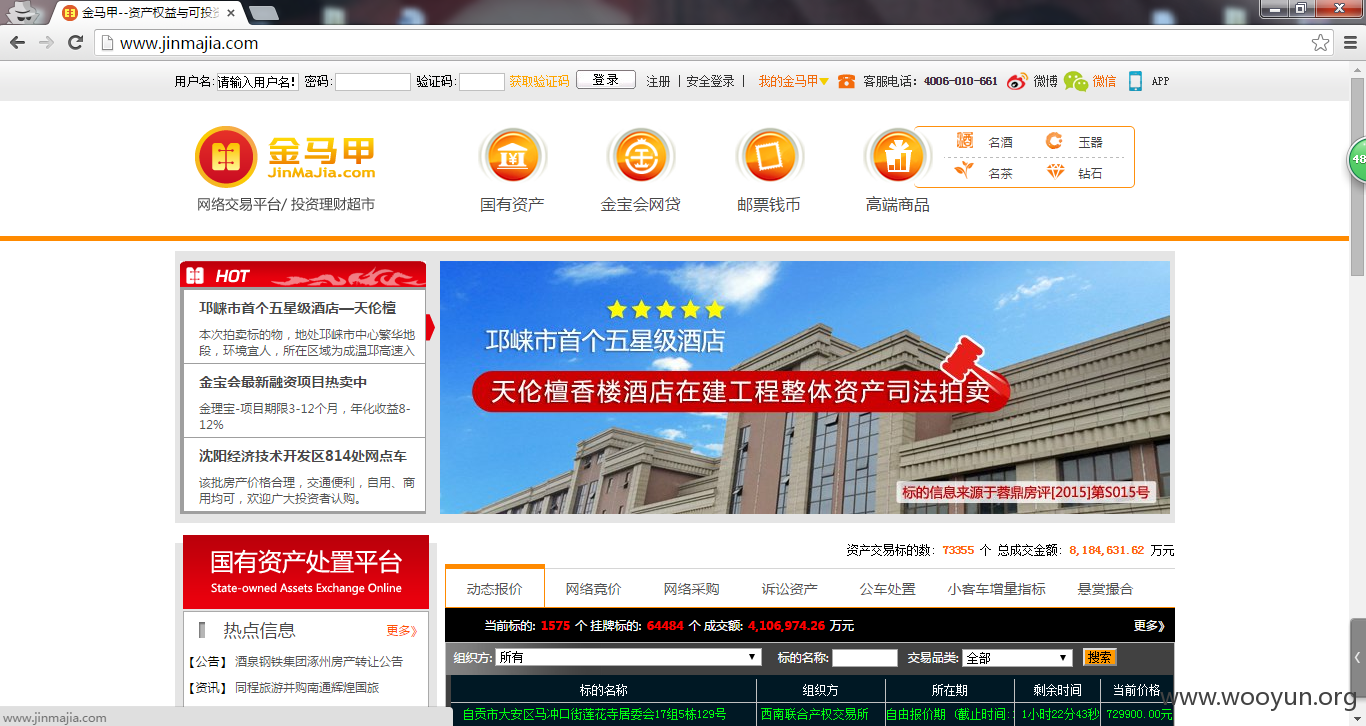 金马甲--资产权益与可投资
www.jinmajia.com
用户名: 请输入用户名! 密码: 验证码: 获取验证码 登录 注册 | 安全登录 | 我的金马甲 客服电话: 4006-010-661 微博 微信 APP
48
金马甲
JinMaJia.com
网络交易平台/ 投资理财超市
国有资产 金宝会网贷 邮票钱币 高端商品
名酒 玉器
名茶 钻石
HOT
邛崃市首个五星级酒店—天伦檀
本次拍卖标的物，地处邛崃市中心繁华地
段，环境宜人，所在区域为成温邛高速入
金宝会最新融资项目热卖中
金理宝-项目期限3-12个月，年化收益8-
12%
沈阳经济技术开发区814处网点车
该批房产价格合理，交通便利，自用、商
用均可，欢迎广大投资者认购。
邛崃市首个五星级酒店
天伦檀香楼酒店在建工程整体资产司法拍卖
标的信息来源于蓉鼎房评[2015]第S015号
国有资产处置平台
State-owned Assets Exchange Online
热点信息 更多》
【公告】 酒泉钢铁集团涿州房产转让公告
【资讯】 同程旅游并购南通辉煌国旅
资产交易标的数: 73355 个 总成交金额: 8,184,631.62 万元
动态报价 网络竞价 网络采购 诉讼资产 公车处置 小客车增量指标 悬赏撮合
当前标的: 1575 个 挂牌标的: 64484 个 成交额: 4,106,974.26 万元 更多》
组织方: 所有 标的名称: 交易品类: 全部 搜索
标的名称 组织方 所在期 剩余时间 当前价格
自贡市大安区马冲口街莲花寺居委会17组5栋129号 西南联合产权交易所 自由报价期（截止时间: 1小时22分43秒 729900.00元
www.jinmajia.com
www.wooyun.org